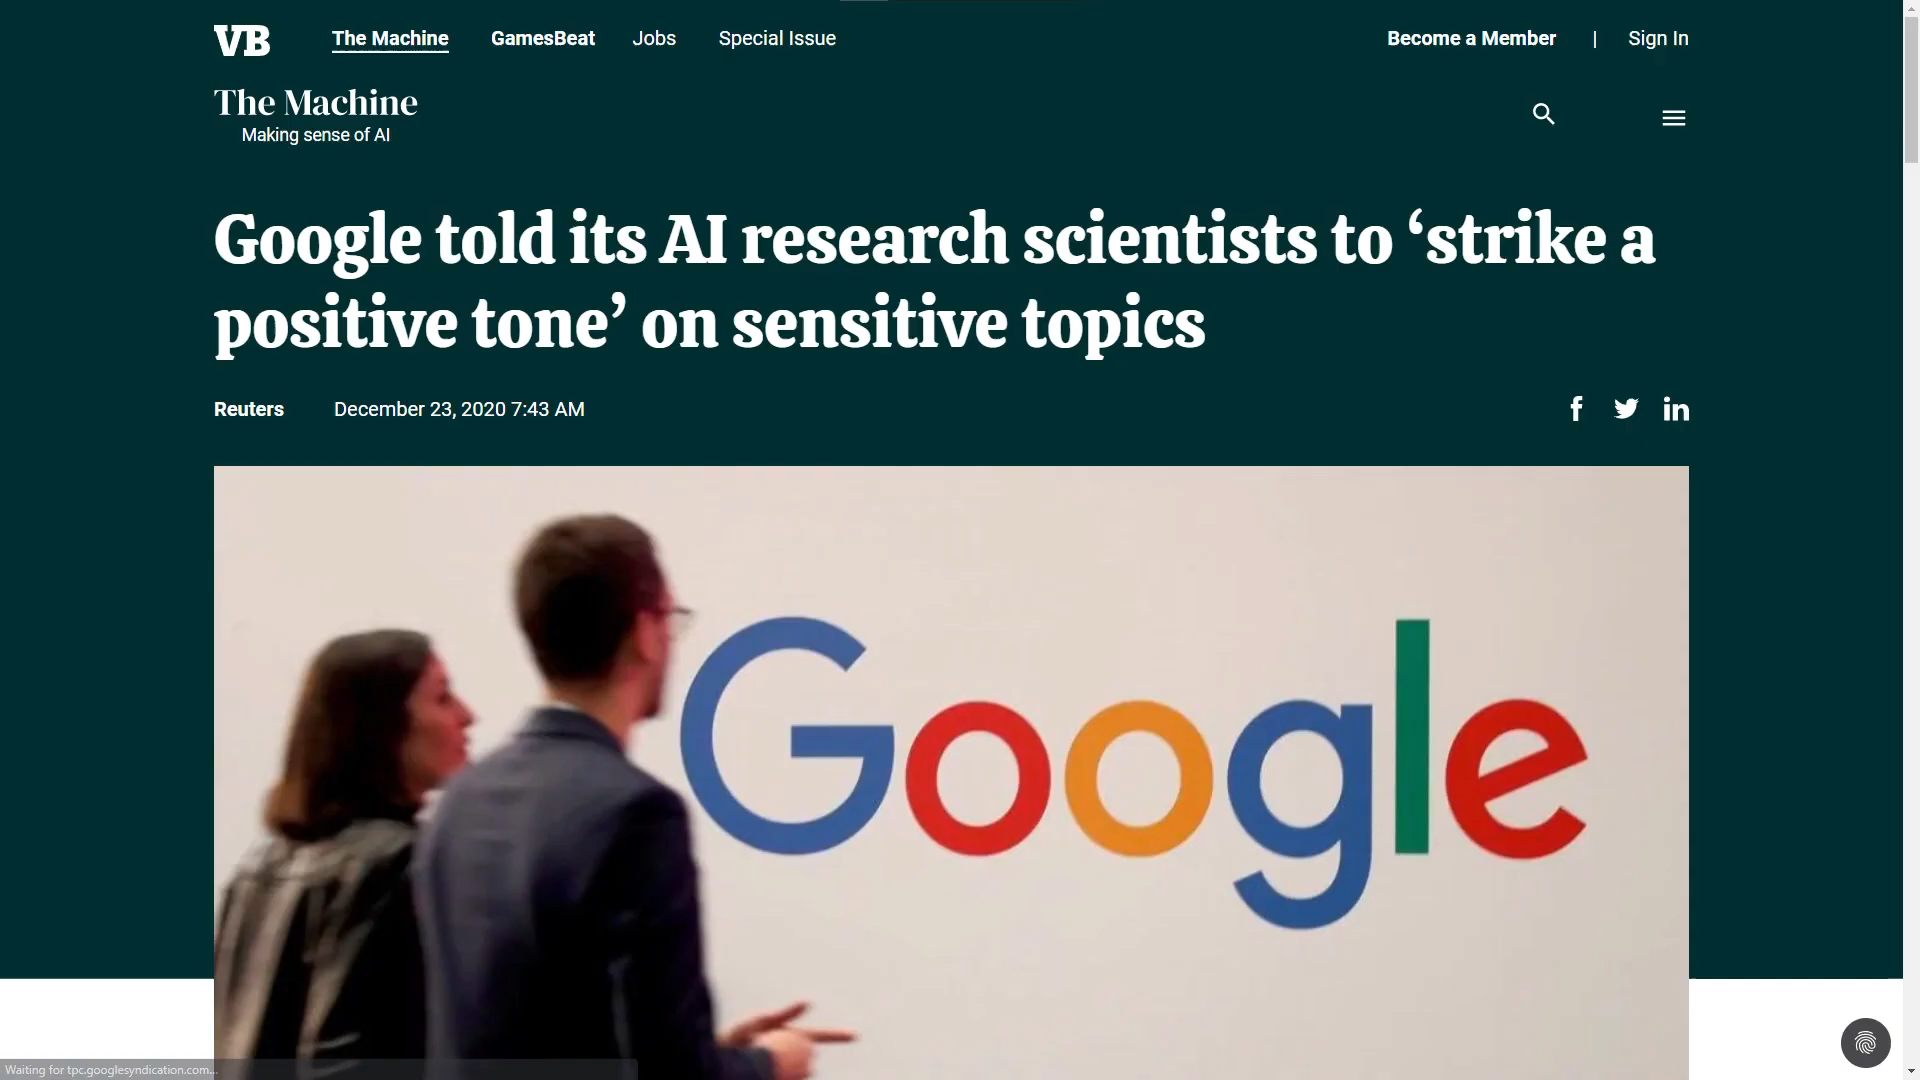 VB The Machine GamesBeat Jobs Special Issue Become a Member | Sign In
The Machine
Making sense of AI
Google told its AI research scientists to ‘strike a
positive tone’ on sensitive topics
Reuters December 23, 2020 7:43 AM
Google
Waiting for tpc.googlesyndication.com...